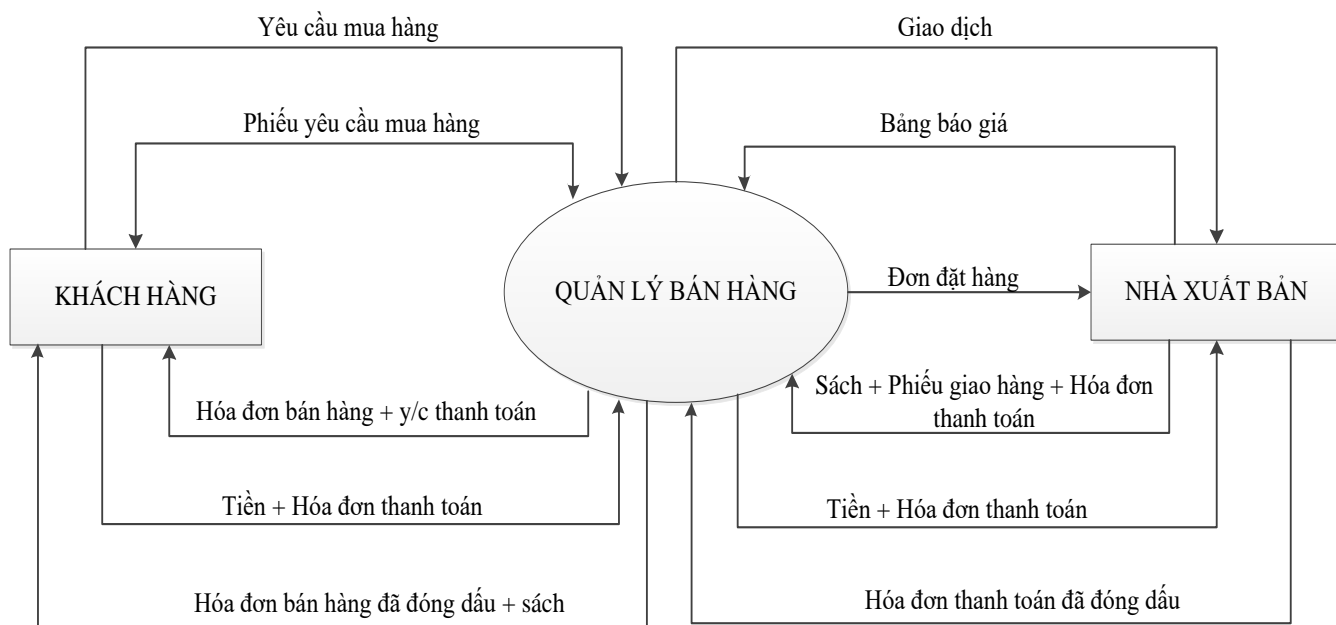 Yêu cầu mua hàng
Giao dịch
Phiếu yêu cầu mua hàng
Bảng báo giá
KHÁCH HÀNG
QUẢN LÝ BÁN HÀNG
Đơn đặt hàng
NHÀ XUẤT BẢN
Hóa đơn bán hàng + y/c thanh toán
Sách + Phiếu giao hàng + Hóa đơn
thanh toán
Tiền + Hóa đơn thanh toán
Tiền + Hóa đơn thanh toán
Hóa đơn bán hàng đã đóng dấu + sách
Hóa đơn thanh toán đã đóng dấu